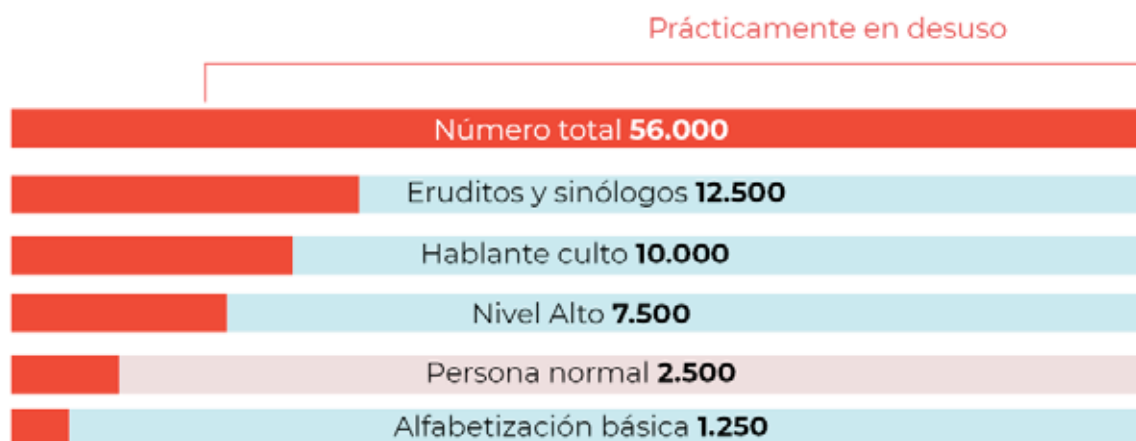 Prácticamente en desuso
Número total 56.000
Eruditos y sinólogos 12.500
Hablante culto 10.000
Nivel Alto 7.500
Persona normal 2.500
Alfabetización básica 1.250